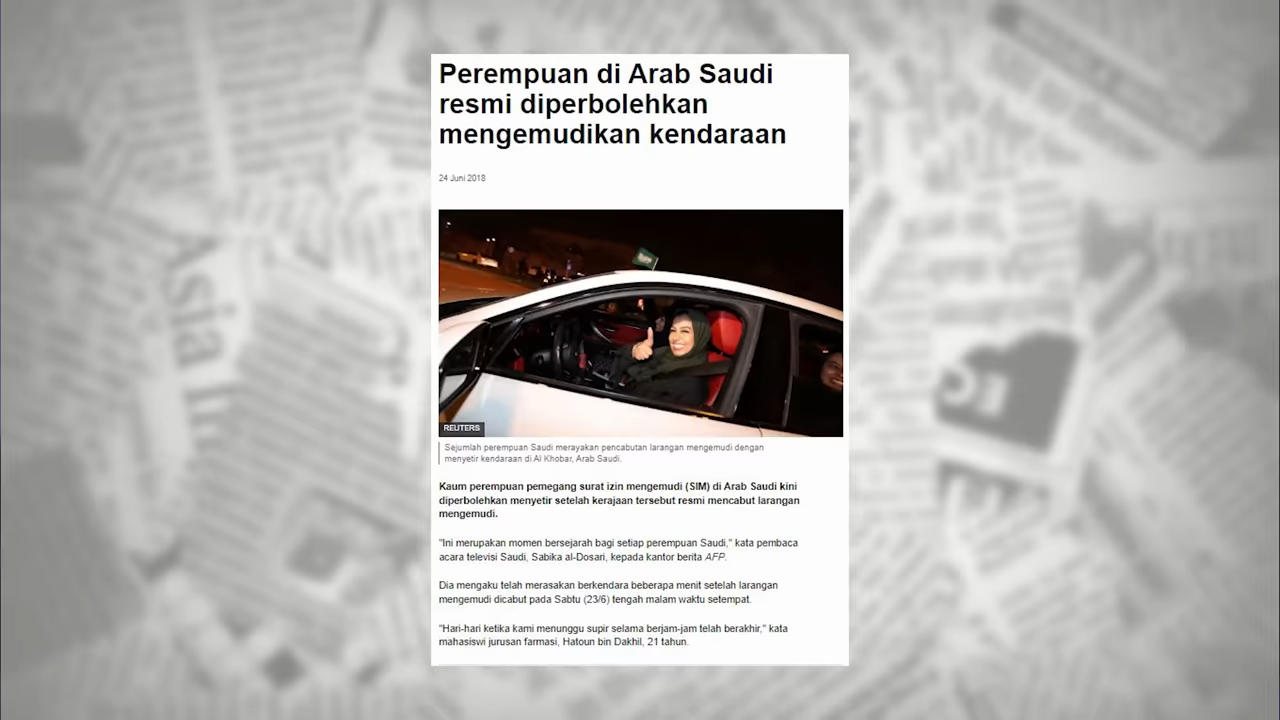 Perempuan di Arab Saudi
resmi diperbolehkan
mengemudikan kendaraan
24 Juni 2018
REUTERS
Sejumlah perempuan Saudi merayakan pencabutan larangan mengemudi dengan
menyetir kendaraan di Al Khobar, Arab Saudi.
Kaum perempuan pemegang surat izin mengemudi (SIM) di Arab Saudi kini
diperbolehkan menyetir setelah kerajaan tersebut resmi mencabut larangan
mengemudi.
"Ini merupakan momen bersejarah bagi setiap perempuan Saudi," kata pembaca
acara televisi Saudi, Sabika al-Dosari, kepada kantor berita AFP.
Dia mengaku telah merasakan berkendara beberapa menit setelah larangan
mengemudi dicabut pada Sabtu (23/6) tengah malam waktu setempat.
"Hari-hari ketika kami menunggu supir selama berjam-jam telah berakhir," kata
mahasiswi jurusan farmasi, Hatoun bin Dakhil, 21 tahun.